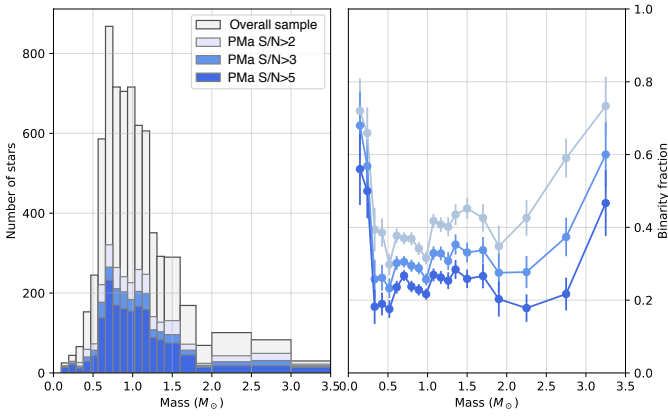 Overall sample
PMa S/N>2
PMa S/N>3
PMa S/N>5
Number of stars
800
600
400
200
0
0.0 0.5 1.0 1.5 2.0 2.5 3.0 3.5
Mass (M⊙)
1.0
0.8
0.6
0.4
0.2
0.0
Binarity fraction
0.0 0.5 1.0 1.5 2.0 2.5 3.0 3.5
Mass (M⊙)